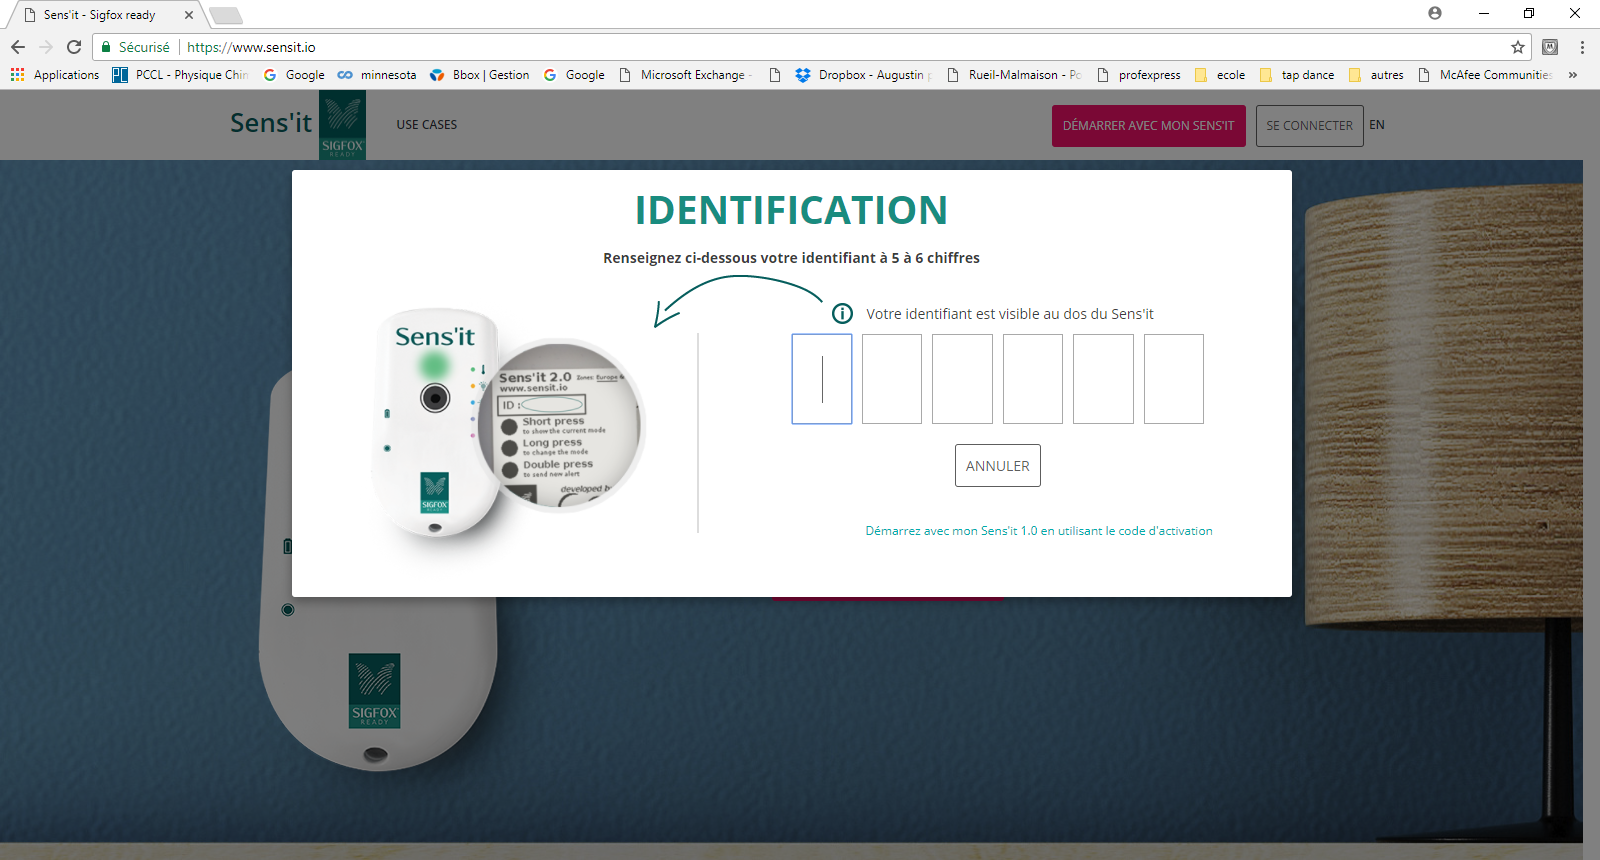 Sens'it - Sigfox ready
Sécurisé https://www.sensit.io
Applications PCCL - Physique Chim Google minnesota Bbox | Gestion Google Microsoft Exchange - Dropbox - Augustin p Rueil-Malmaison - Po profexpress ecole tap dance autres McAfee Communities »
Sens'it SIGFOX READY USE CASES DÉMARRER AVEC MON SENS'IT SE CONNECTER EN
IDENTIFICATION
Renseignez ci-dessous votre identifiant à 5 à 6 chiffres
Votre identifiant est visible au dos du Sens'it
Sens'it
Sens'it 2.0 Zones: Europe &
www.sensit.io
ID :
Short press
to show the current mode
Long press
to change the mode
Double press
to send new alert
developed b
SIGFOX
ANNULER
Démarrez avec mon Sens'it 1.0 en utilisant le code d'activation
SIGFOX
READY